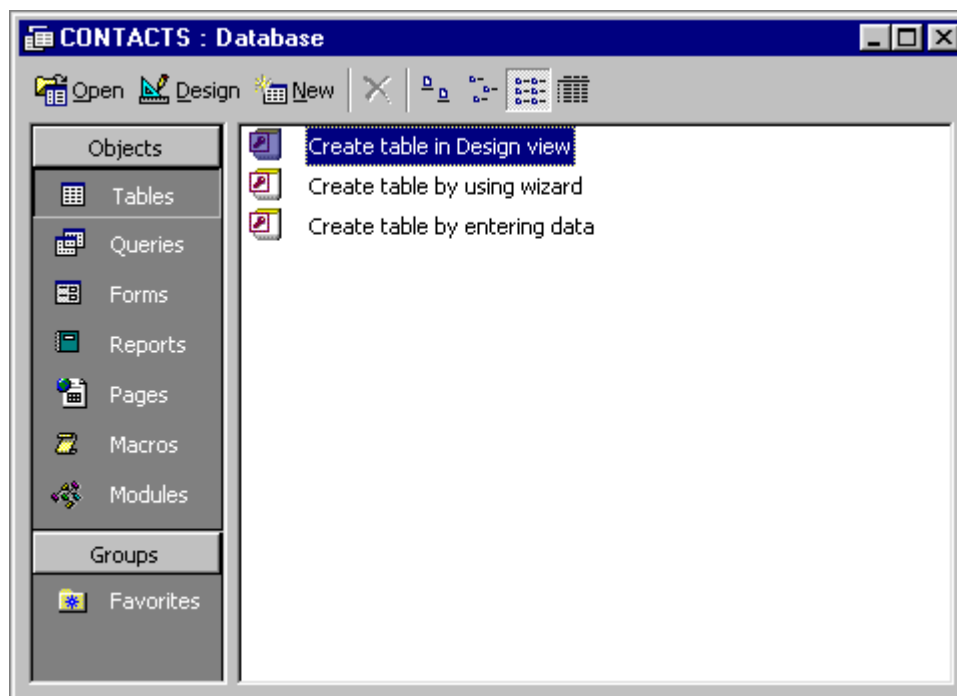 CONTACTS : Database
Open Design New
Objects
Tables
Queries
Forms
Reports
Pages
Macros
Modules
Groups
Favorites
Create table in Design view
Create table by using wizard
Create table by entering data